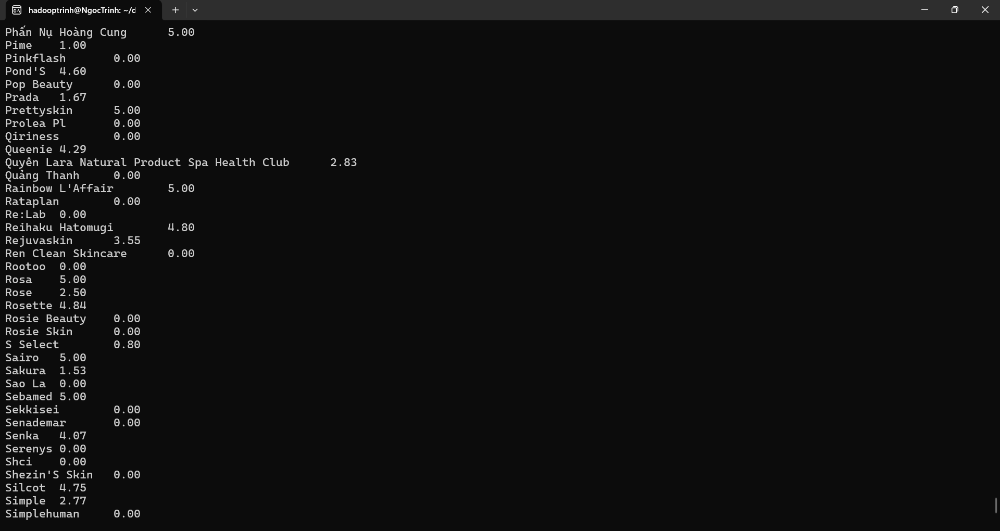 hadooptrinh@NgocTrinh: ~/d
Phấn Nụ Hoàng Cung 5.00
Pime 1.00
Pinkflash 0.00
Pond'S 4.60
Pop Beauty 0.00
Prada 1.67
Prettyskin 5.00
Prolea Pl 0.00
Qiriness 0.00
Queenie 4.29
Quyên Lara Natural Product Spa Health Club 2.83
Quảng Thanh 0.00
Rainbow L'Affair 5.00
Rataplan 0.00
Re:Lab 0.00
Reihaku Hatomugi 4.80
Rejuvaskin 3.55
Ren Clean Skincare 0.00
Rootoo 0.00
Rosa 5.00
Rose 2.50
Rosette 4.84
Rosie Beauty 0.00
Rosie Skin 0.00
S Select 0.80
Sairo 5.00
Sakura 1.53
Sao La 0.00
Sebamed 5.00
Sekkisei 0.00
Senademar 0.00
Senka 4.07
Serenys 0.00
Shci 0.00
Shezin'S Skin 0.00
Silcot 4.75
Simple 2.77
Simplehuman 0.00